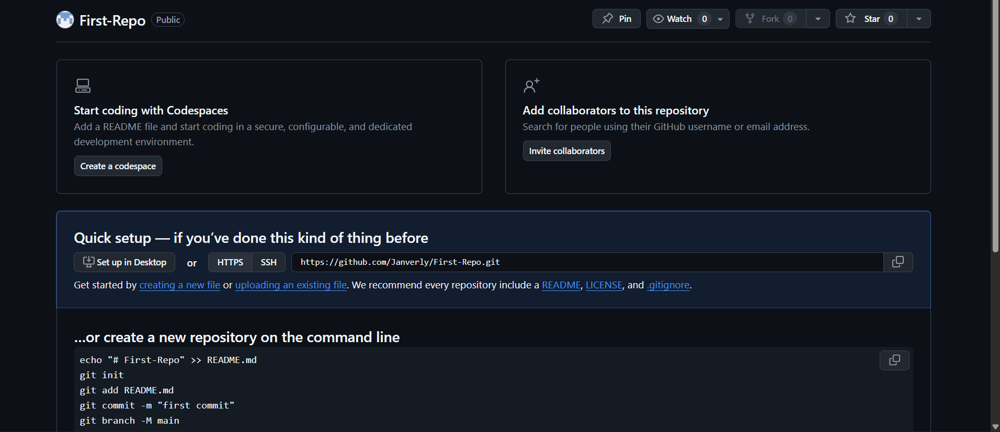 First-Repo Public
Pin
Watch 0
Fork 0
Star 0
Start coding with Codespaces
Add a README file and start coding in a secure, configurable, and dedicated
development environment.
Create a codespace
Add collaborators to this repository
Search for people using their GitHub username or email address.
Invite collaborators
Quick setup — if you’ve done this kind of thing before
Set up in Desktop or HTTPS SSH https://github.com/Janverly/First-Repo.git
Get started by creating a new file or uploading an existing file. We recommend every repository include a README, LICENSE, and .gitignore.
…or create a new repository on the command line
echo "# First-Repo" >> README.md
git init
git add README.md
git commit -m "first commit"
git branch -M main